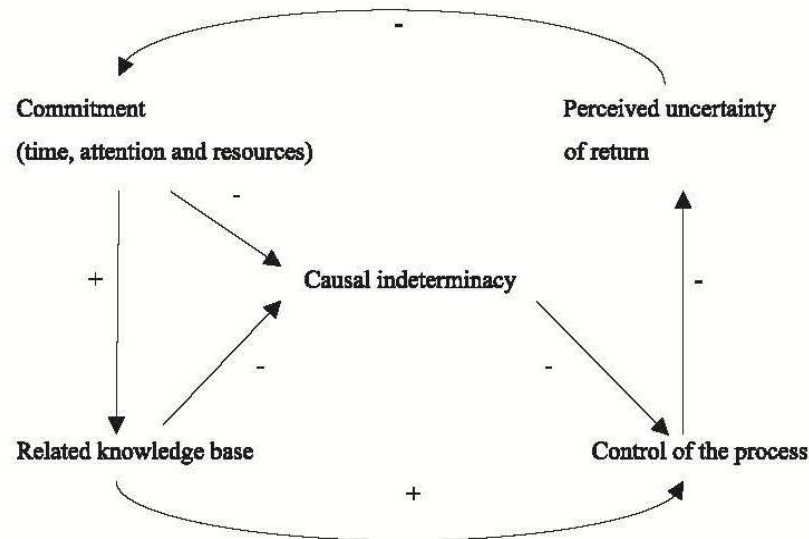 -
Commitment
(time, attention and resources)
Perceived uncertainty
of return
-
+
Causal indeterminacy
-
-
-
Related knowledge base
Control of the process
+